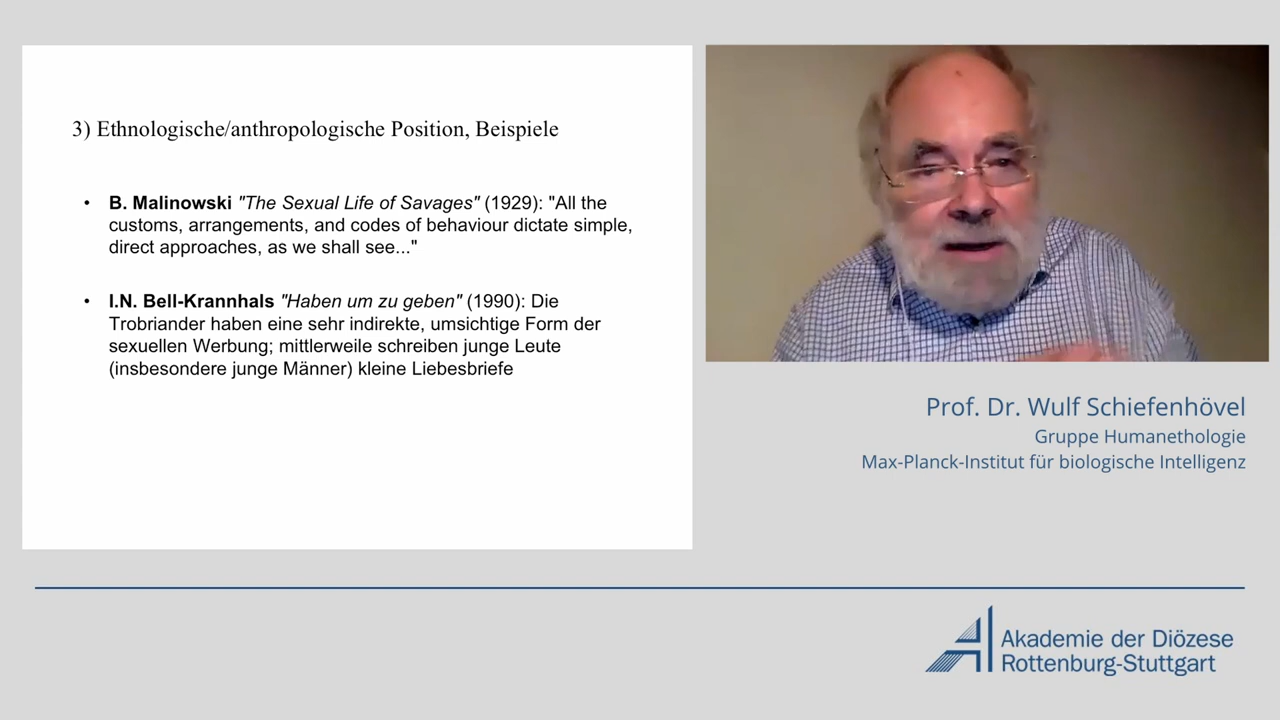 3) Ethnologische/anthropologische Position, Beispiele
• B. Malinowski "The Sexual Life of Savages" (1929): "All the
customs, arrangements, and codes of behaviour dictate simple,
direct approaches, as we shall see..."
• I.N. Bell-Krannhals "Haben um zu geben" (1990): Die
Trobriander haben eine sehr indirekte, umsichtige Form der
sexuellen Werbung; mittlerweile schreiben junge Leute
(insbesondere junge Männer) kleine Liebesbriefe
Prof. Dr. Wulf Schiefenhövel
Gruppe Humanethologie
Max-Planck-Institut für biologische Intelligenz
Akademie der Diözese
Rottenburg-Stuttgart